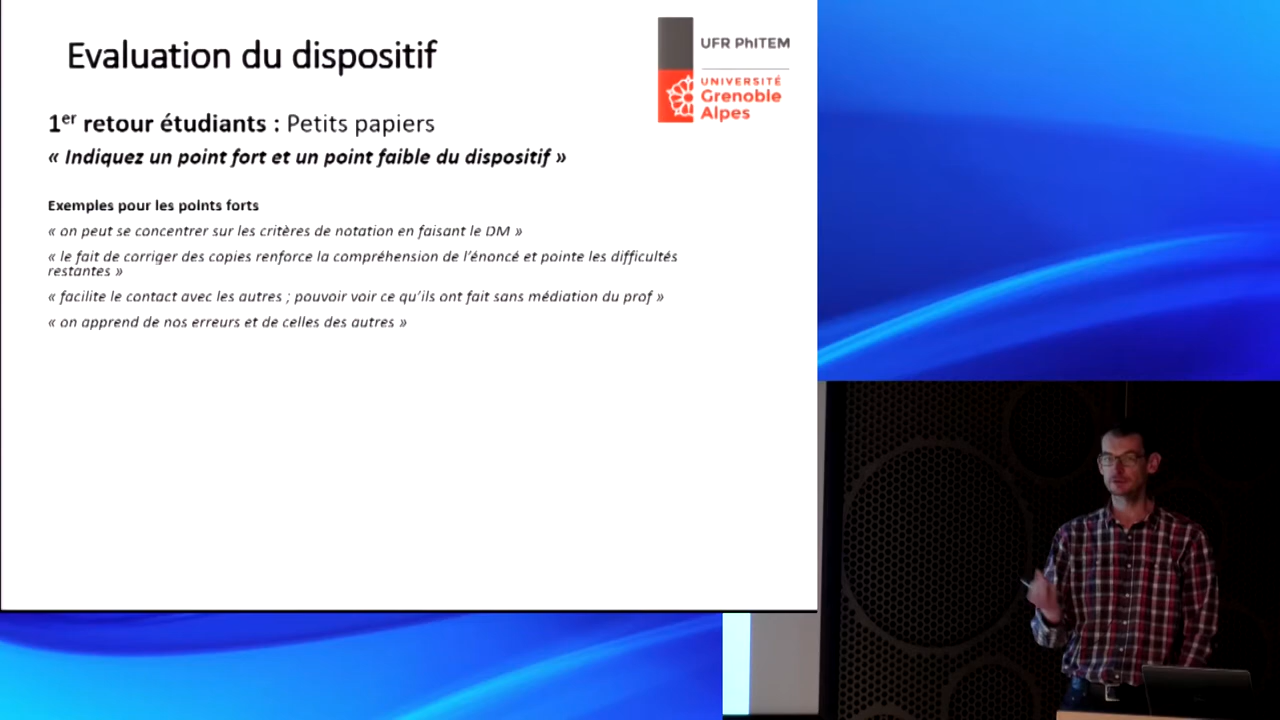 Evaluation du dispositif
UFR PhITEM
UNIVERSITÉ
Grenoble
Alpes
1er retour étudiants : Petits papiers
« Indiquez un point fort et un point faible du dispositif »
Exemples pour les points forts
« on peut se concentrer sur les critères de notation en faisant le DM »
« le fait de corriger des copies renforce la compréhension de l'énoncé et pointe les difficultés
restantes »
« facilite le contact avec les autres ; pouvoir voir ce qu'ils ont fait sans médiation du prof »
« on apprend de nos erreurs et de celles des autres »